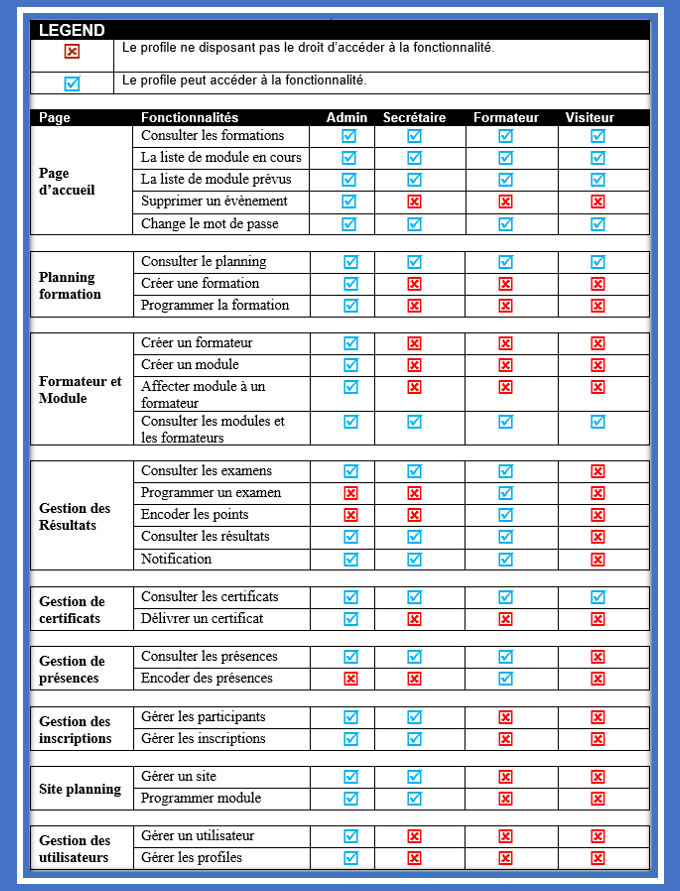 LEGEND
Le profile ne disposant pas le droit d'accéder à la fonctionnalité.
Le profile peut accéder à la fonctionnalité.
Page Fonctionnalités Admin Secrétaire Formateur Visiteur
Page
d'accueil
Consulter les formations
La liste de module en cours
La liste de module prévus
Supprimer un évènement
Change le mot de passe
Planning
formation
Consulter le planning
Créer une formation
Programmer la formation
Formateur et
Module
Créer un formateur
Créer un module
Affecter module à un
formateur
Consulter les modules et
les formateurs
Gestion des
Résultats
Consulter les examens
Programmer un examen
Encoder les points
Consulter les résultats
Notification
Gestion de
certificats
Consulter les certificats
Délivrer un certificat
Gestion de
présences
Consulter les présences
Encoder des présences
Gestion des
inscriptions
Gérer les participants
Gérer les inscriptions
Site planning
Gérer un site
Programmer module
Gestion des
utilisateurs
Gérer un utilisateur
Gérer les profiles